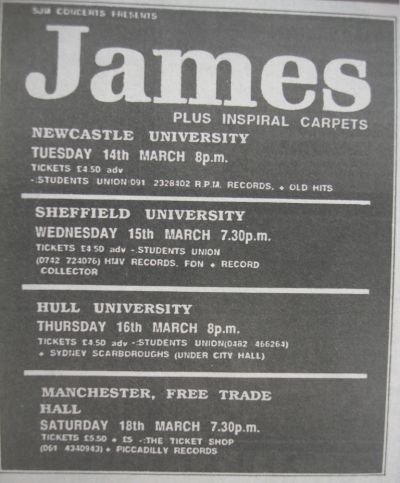 SJM CONCERTS PRESENTS
James
PLUS INSPIRAL CARPETS
NEWCASTLE UNIVERSITY
TUESDAY 14th MARCH 8p.m.
TICKETS £4.50 adv
-:STUDENTS UNION:091 2328402 R.P.M. RECORDS, + OLD HITS
SHEFFIELD UNIVERSITY
WEDNESDAY 15th MARCH 7.30p.m.
TICKETS £4.50 adv -:STUDENTS UNION
(0742 724076) HMV RECORDS, FON + RECORD
COLLECTOR
HULL UNIVERSITY
THURSDAY 16th MARCH 8p.m.
TICKETS £4.50 adv -:STUDENTS UNION(0482 466264)
+ SYDNEY SCARBOROUGHS (UNDER CITY HALL)
MANCHESTER, FREE TRADE
HALL
SATURDAY 18th MARCH 7.30p.m.
TICKETS £5.50 + £5 -:THE TICKET SHOP
(061 4340943) + PICCADILLY RECORDS